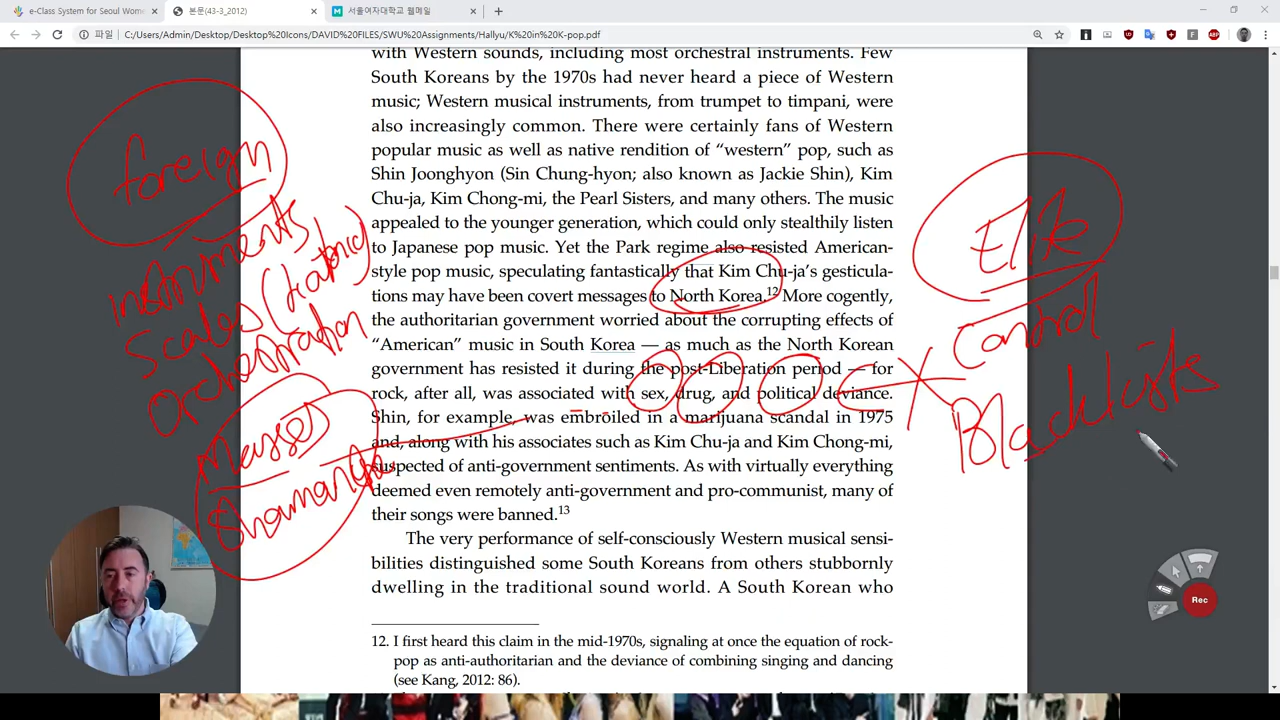 e-Class System for Seoul Wome
본문(43-3_2012)
서울여자대학교 웹메일
파일
C:/Users/Admin/Desktop/Desktop%20Icons/DAVID%20FILES/SWU%20Assignments/Hallyu/K%20in%20K-pop.pdf
with Western sounds, including most orchestral instruments. Few
South Koreans by the 1970s had never heard a piece of Western
music; Western musical instruments, from trumpet to timpani, were
also increasingly common. There were certainly fans of Western
popular music as well as native rendition of “western” pop, such as
Shin Joonghyon (Sin Chung-hyon; also known as Jackie Shin), Kim
Chu-ja, Kim Chong-mi, the Pearl Sisters, and many others. The music
appealed to the younger generation, which could only stealthily listen
to Japanese pop music. Yet the Park regime also resisted American-
style pop music, speculating fantastically that Kim Chu-ja’s gesticula-
tions may have been covert messages to North Korea.12 More cogently,
the authoritarian government worried about the corrupting effects of
“American” music in South Korea — as much as the North Korean
government has resisted it during the post-Liberation period — for
rock, after all, was associated with sex, drug, and political deviance.
Shin, for example, was embroiled in a marijuana scandal in 1975
and, along with his associates such as Kim Chu-ja and Kim Chong-mi,
suspected of anti-government sentiments. As with virtually everything
deemed even remotely anti-government and pro-communist, many of
their songs were banned.13
The very performance of self-consciously Western musical sensi-
bilities distinguished some South Koreans from others stubbornly
dwelling in the traditional sound world. A South Korean who
12. I first heard this claim in the mid-1970s, signaling at once the equation of rock-
pop as anti-authoritarian and the deviance of combining singing and dancing
(see Kang, 2012: 86).
foreign
instruments
Scales
Orchestration
Masses
Elite
Control
Blacklists
Rec